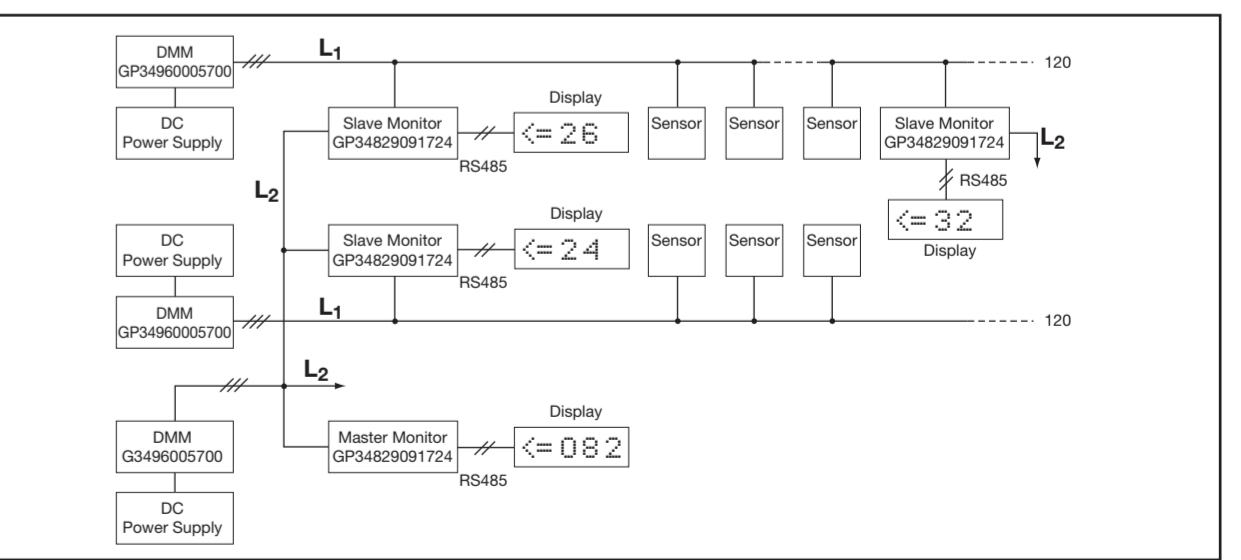 DMM
GP34960005700
L1
120
DC
Power Supply
Display
Slave Monitor
GP34829091724
<=26
RS485
Sensor
Sensor
Sensor
Slave Monitor
GP34829091724
L2
RS485
<=32
Display
L2
DC
Power Supply
Display
Slave Monitor
GP34829091724
<=24
RS485
Sensor
Sensor
Sensor
DMM
GP34960005700
L1
120
L2
DMM
G3496005700
Display
Master Monitor
GP34829091724
<=082
RS485
DC
Power Supply